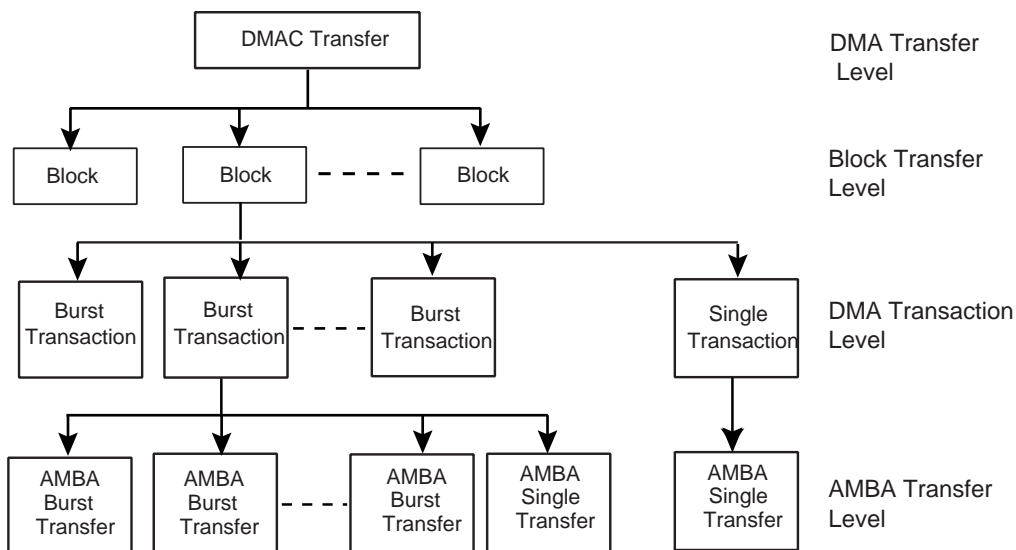 DMAC Transfer
DMA Transfer
Level
Block
Block
Block
Block Transfer
Level
Burst
Transaction
Burst
Transaction
Burst
Transaction
Single
Transaction
DMA Transaction
Level
AMBA
Burst
Transfer
AMBA
Burst
Transfer
AMBA
Burst
Transfer
AMBA
Single
Transfer
AMBA
Single
Transfer
AMBA Transfer
Level